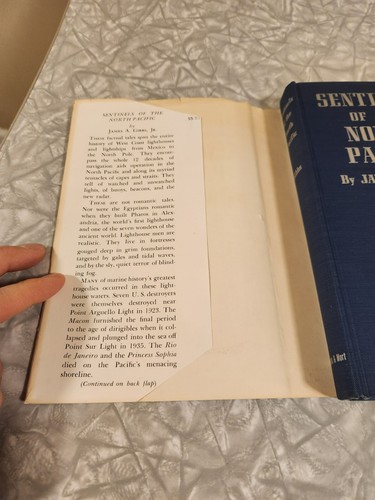 SENTINELS OF THE
NORTH PACIFIC
by
JAMES A. GIBBS, JR.
THESE factual tales span the entire
history of West Coast lighthouses
and lightships from Mexico to
the North Pole. They encom-
pass the whole 12 decades of
navigation aids operation in the
North Pacific and along its myriad
tentacles of capes and straits. They
tell of watched and unwatched
lights, of buoys, beacons, and the
new radar.
THESE are not romantic tales.
Nor were the Egyptians romantic
when they built Pharos in Alex-
andria, the world's first lighthouse
and one of the seven wonders of the
ancient world. Lighthouse men are
realistic. They live in fortresses
gouged deep in grim foundations,
targeted by gales and tidal waves,
and by the sly, quiet terror of blind-
ing fog.
MANY of marine history's greatest
tragedies occurred in these light-
house waters. Seven U. S. destroyers
were themselves destroyed near
Point Arguello Light in 1923. The
Macon furnished the final period
to the age of dirigibles when it col-
lapsed and plunged into the sea off
Point Sur Light in 1935. The Rio
de Janeiro and the Princess Sophia
died on the Pacific's menacing
shoreline.
(Continued on back flap)
SENTIN
OF
NO
PA
By JA